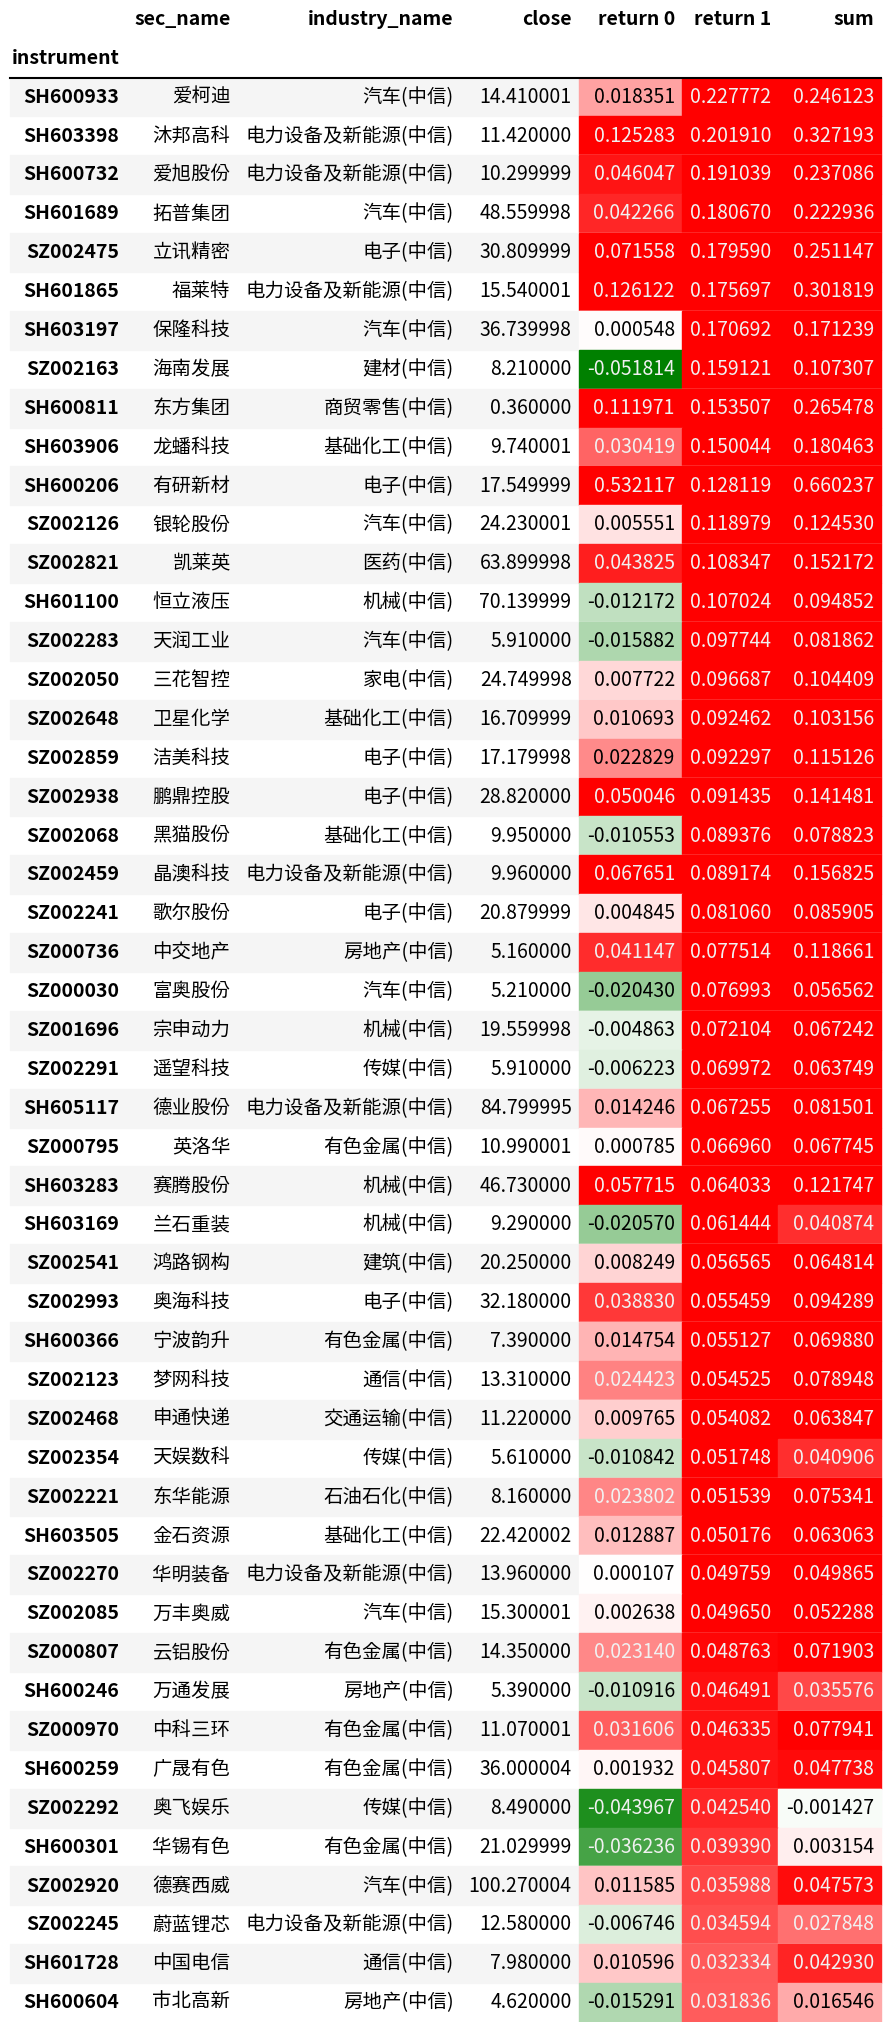 sec_name industry_name close return 0 return 1 sum
instrument
SH600933 爱柯迪 汽车(中信) 14.410001 0.018351 0.227772 0.246123
SH603398 沐邦高科 电力设备及新能源(中信) 11.420000 0.125283 0.201910 0.327193
SH600732 爱旭股份 电力设备及新能源(中信) 10.299999 0.046047 0.191039 0.237086
SH601689 拓普集团 汽车(中信) 48.559998 0.042266 0.180670 0.222936
SZ002475 立讯精密 电子(中信) 30.809999 0.071558 0.179590 0.251147
SH601865 福莱特 电力设备及新能源(中信) 15.540001 0.126122 0.175697 0.301819
SH603197 保隆科技 汽车(中信) 36.739998 0.000548 0.170692 0.171239
SZ002163 海南发展 建材(中信) 8.210000 -0.051814 0.159121 0.107307
SH600811 东方集团 商贸零售(中信) 0.360000 0.111971 0.153507 0.265478
SH603906 龙蟠科技 基础化工(中信) 9.740001 0.030419 0.150044 0.180463
SH600206 有研新材 电子(中信) 17.549999 0.532117 0.128119 0.660237
SZ002126 银轮股份 汽车(中信) 24.230001 0.005551 0.118979 0.124530
SZ002821 凯莱英 医药(中信) 63.899998 0.043825 0.108347 0.152172
SH601100 恒立液压 机械(中信) 70.139999 -0.012172 0.107024 0.094852
SZ002283 天润工业 汽车(中信) 5.910000 -0.015882 0.097744 0.081862
SZ002050 三花智控 家电(中信) 24.749998 0.007722 0.096687 0.104409
SZ002648 卫星化学 基础化工(中信) 16.709999 0.010693 0.092462 0.103156
SZ002859 洁美科技 电子(中信) 17.179998 0.022829 0.092297 0.115126
SZ002938 鹏鼎控股 电子(中信) 28.820000 0.050046 0.091435 0.141481
SZ002068 黑猫股份 基础化工(中信) 9.950000 -0.010553 0.089376 0.078823
SZ002459 晶澳科技 电力设备及新能源(中信) 9.960000 0.067651 0.089174 0.156825
SZ002241 歌尔股份 电子(中信) 20.879999 0.004845 0.081060 0.085905
SZ000736 中交地产 房地产(中信) 5.160000 0.041147 0.077514 0.118661
SZ000030 富奥股份 汽车(中信) 5.210000 -0.020430 0.076993 0.056562
SZ001696 宗申动力 机械(中信) 19.559998 -0.004863 0.072104 0.067242
SZ002291 遥望科技 传媒(中信) 5.910000 -0.006223 0.069972 0.063749
SH605117 德业股份 电力设备及新能源(中信) 84.799995 0.014246 0.067255 0.081501
SZ000795 英洛华 有色金属(中信) 10.990001 0.000785 0.066960 0.067745
SH603283 赛腾股份 机械(中信) 46.730000 0.057715 0.064033 0.121747
SH603169 兰石重装 机械(中信) 9.290000 -0.020570 0.061444 0.040874
SZ002541 鸿路钢构 建筑(中信) 20.250000 0.008249 0.056565 0.064814
SZ002993 奥海科技 电子(中信) 32.180000 0.038830 0.055459 0.094289
SH600366 宁波韵升 有色金属(中信) 7.390000 0.014754 0.055127 0.069880
SZ002123 梦网科技 通信(中信) 13.310000 0.024423 0.054525 0.078948
SZ002468 申通快递 交通运输(中信) 11.220000 0.009765 0.054082 0.063847
SZ002354 天娱数科 传媒(中信) 5.610000 -0.010842 0.051748 0.040906
SZ002221 东华能源 石油石化(中信) 8.160000 0.023802 0.051539 0.075341
SH603505 金石资源 基础化工(中信) 22.420002 0.012887 0.050176 0.063063
SZ002270 华明装备 电力设备及新能源(中信) 13.960000 0.000107 0.049759 0.049865
SZ002085 万丰奥威 汽车(中信) 15.300001 0.002638 0.049650 0.052288
SZ000807 云铝股份 有色金属(中信) 14.350000 0.023140 0.048763 0.071903
SH600246 万通发展 房地产(中信) 5.390000 -0.010916 0.046491 0.035576
SZ000970 中科三环 有色金属(中信) 11.070001 0.031606 0.046335 0.077941
SH600259 广晟有色 有色金属(中信) 36.000004 0.001932 0.045807 0.047738
SZ002292 奥飞娱乐 传媒(中信) 8.490000 -0.043967 0.042540 -0.001427
SH600301 华锡有色 有色金属(中信) 21.029999 -0.036236 0.039390 0.003154
SZ002920 德赛西威 汽车(中信) 100.270004 0.011585 0.035988 0.047573
SZ002245 蔚蓝锂芯 电力设备及新能源(中信) 12.580000 -0.006746 0.034594 0.027848
SH601728 中国电信 通信(中信) 7.980000 0.010596 0.032334 0.042930
SH600604 市北高新 房地产(中信) 4.620000 -0.015291 0.031836 0.016546